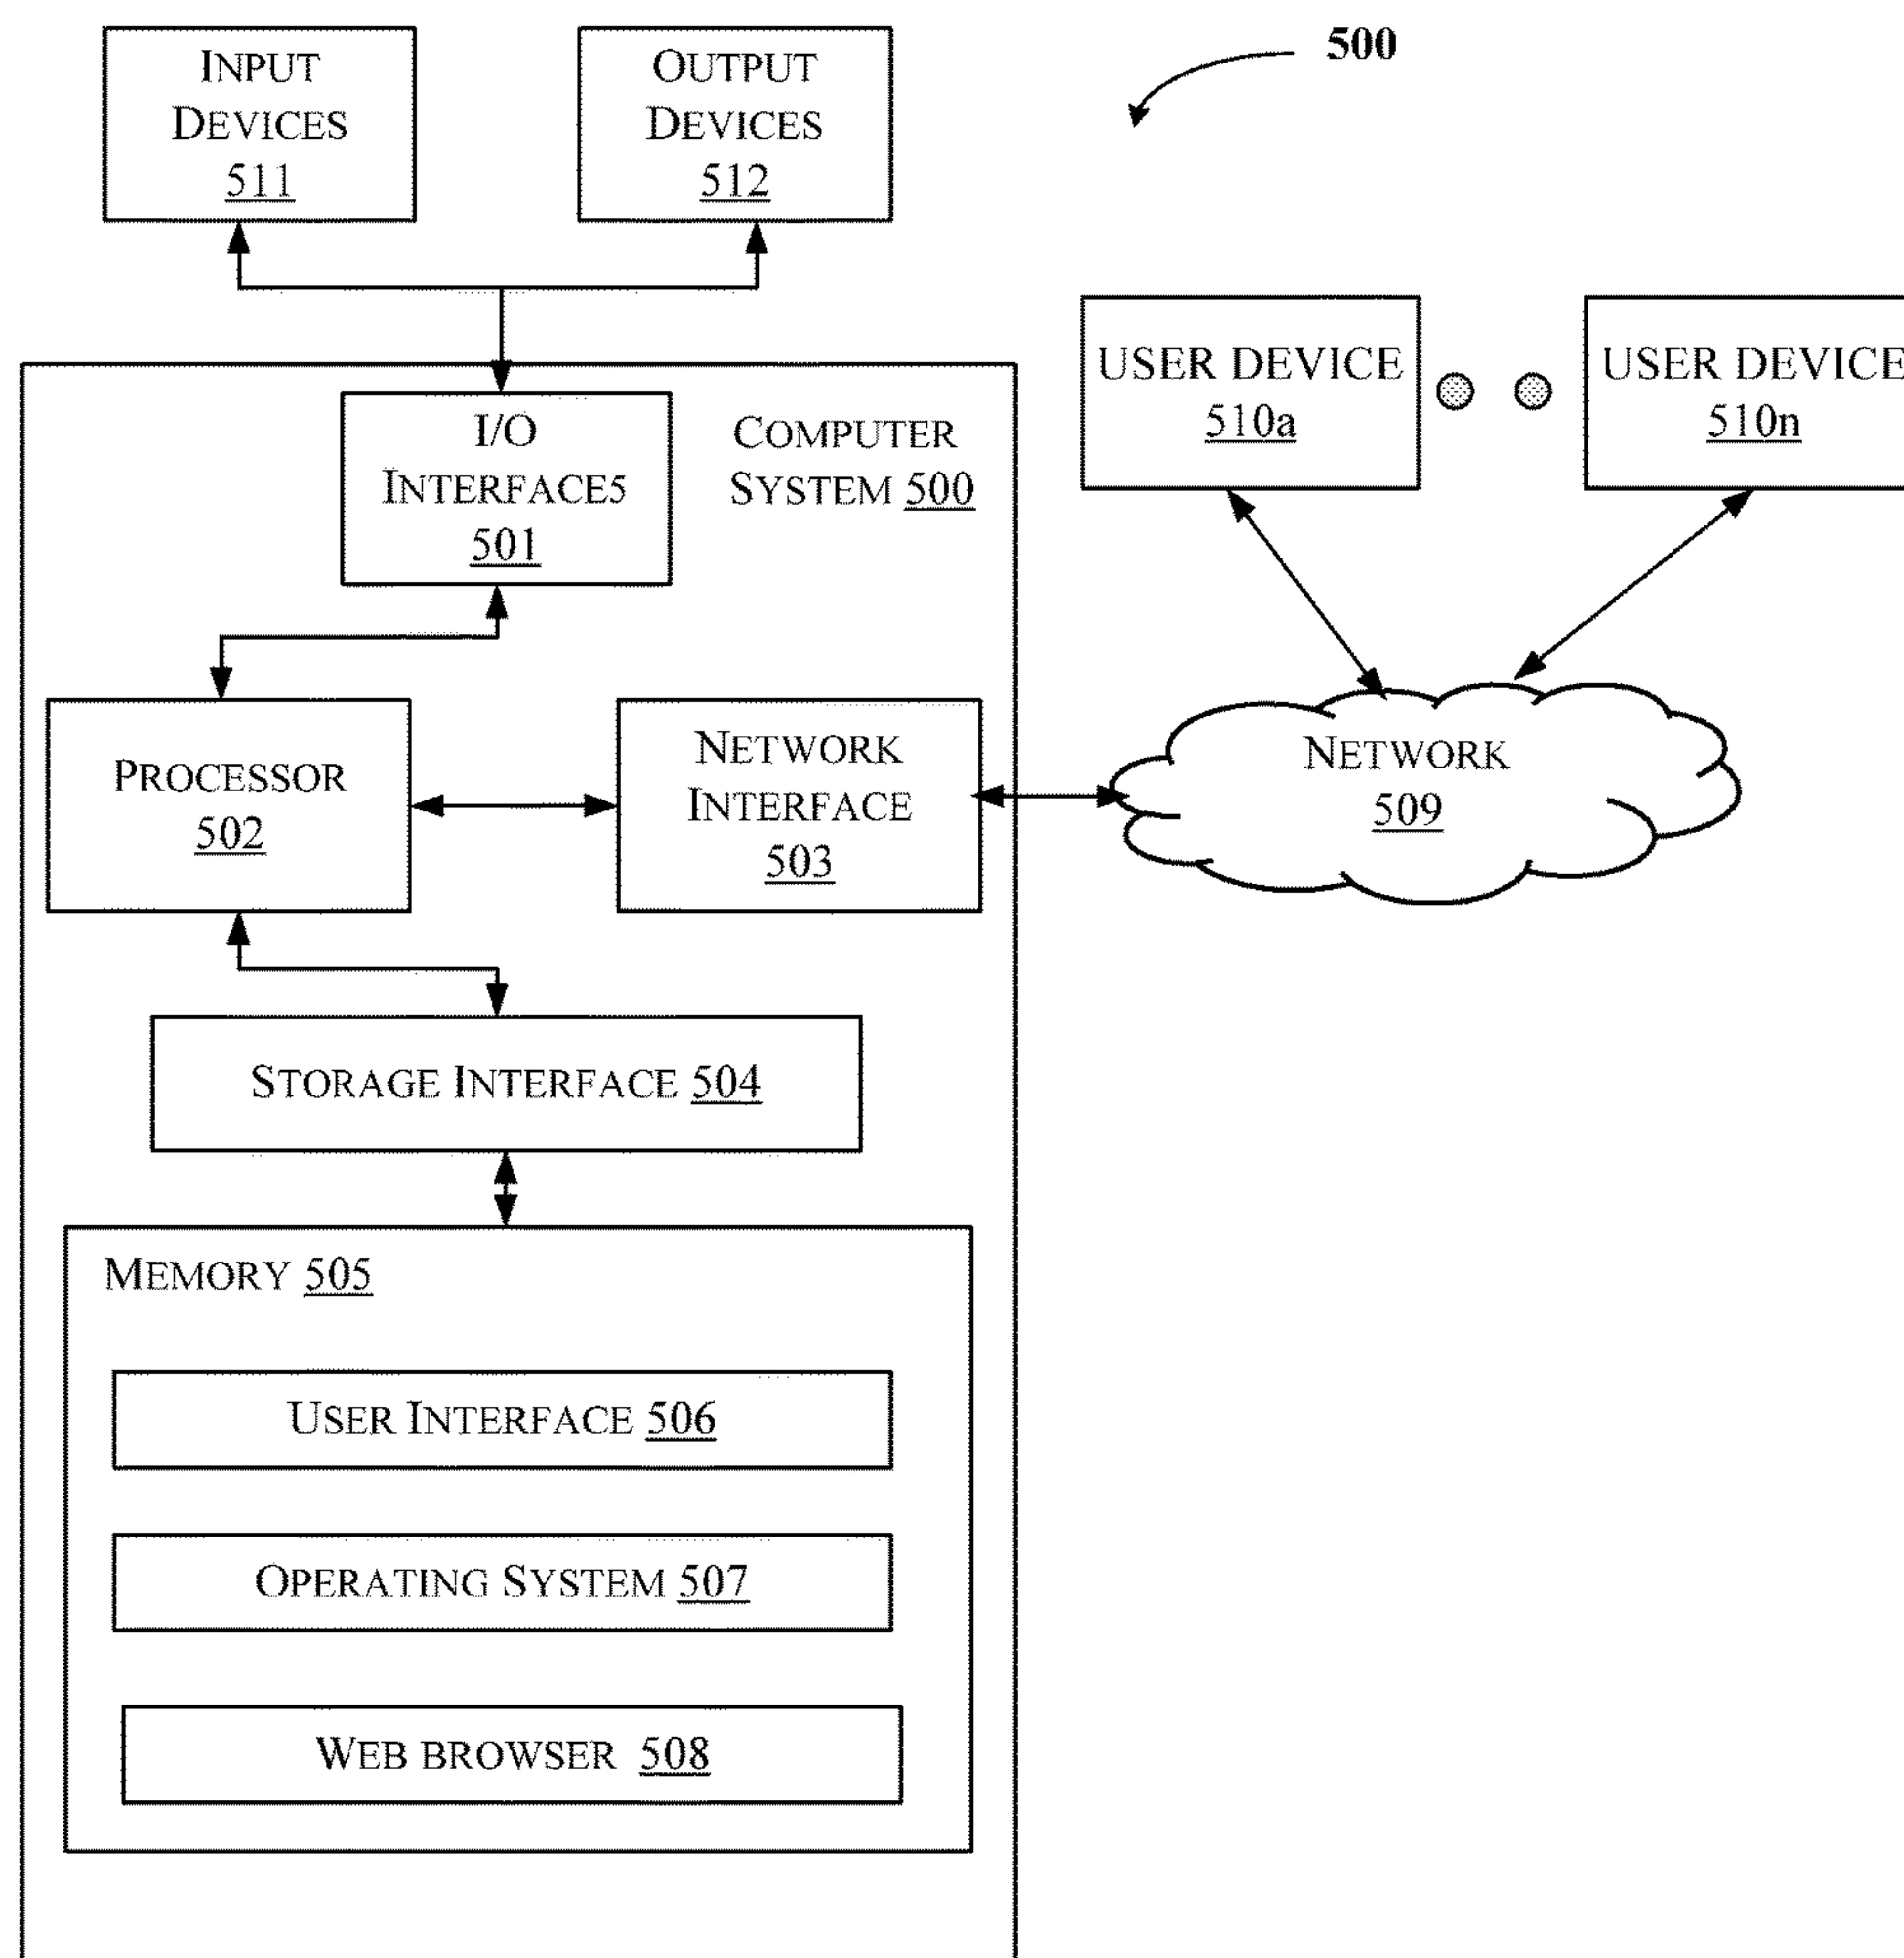 INPUT
DEVICES
511
OUTPUT
DEVICES
512
500
I/O
INTERFACE5
501
COMPUTER
SYSTEM 500
USER DEVICE
510a
USER DEVICE
510n
PROCESSOR
502
NETWORK
INTERFACE
503
NETWORK
509
STORAGE INTERFACE 504
MEMORY 505
USER INTERFACE 506
OPERATING SYSTEM 507
WEB BROWSER 508